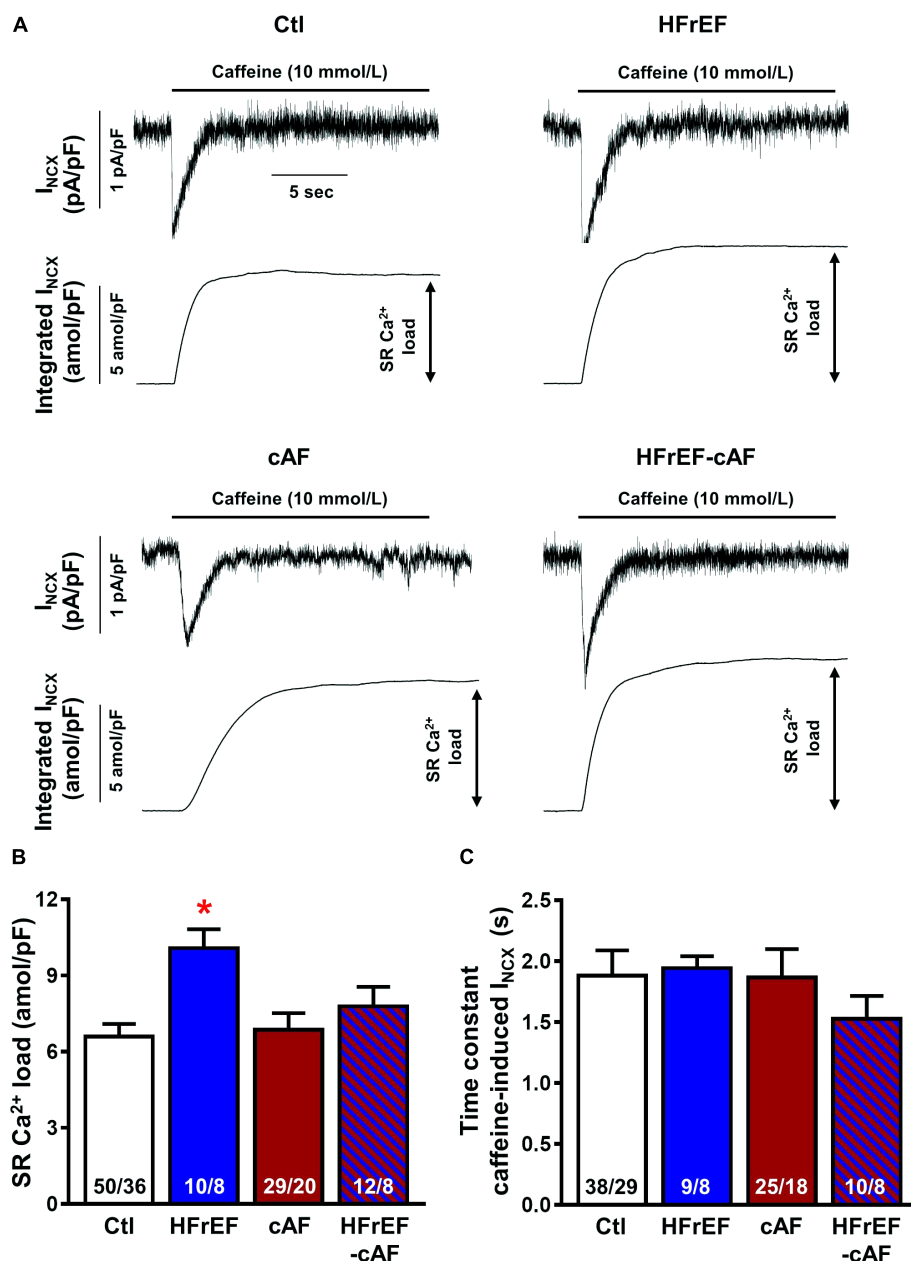 A
Ctl
HFrEF
Caffeine (10 mmol/L)
Caffeine (10 mmol/L)
I_NCX
(pA/pF)
1 pA/pF
5 sec
Integrated I_NCX
(amol/pF)
5 amol/pF
SR Ca²⁺
load
SR Ca²⁺
load
cAF
HFrEF-cAF
Caffeine (10 mmol/L)
Caffeine (10 mmol/L)
I_NCX
(pA/pF)
1 pA/pF
Integrated I_NCX
(amol/pF)
5 amol/pF
SR Ca²⁺
load
SR Ca²⁺
load
B
SR Ca²⁺ load (amol/pF)
12
9
6
3
0
*
50/36
10/8
29/20
12/8
Ctl
HFrEF
cAF
HFrEF
-cAF
C
Time constant
caffeine-induced I_NCX (s)
2.5
2.0
1.5
1.0
0.5
0.0
38/29
9/8
25/18
10/8
Ctl
HFrEF
cAF
HFrEF
-cAF